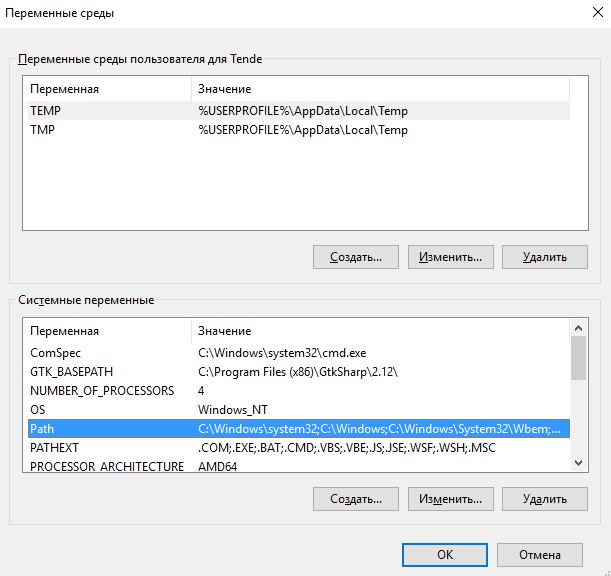 Переменные среды
Переменные среды пользователя для Tende
Переменная Значение
TEMP %USERPROFILE%\AppData\Local\Temp
TMP %USERPROFILE%\AppData\Local\Temp
Создать... Изменить... Удалить
Системные переменные
Переменная Значение
ComSpec C:\Windows\system32\cmd.exe
GTK_BASEPATH C:\Program Files (x86)\GtkSharp\2.12\
NUMBER_OF_PROCESSORS 4
OS Windows_NT
Path C:\Windows\system32;C:\Windows;C:\Windows\System32\Wbem;...
PATHEXT .COM;.EXE;.BAT;.CMD;.VBS;.VBE;.JS;.JSE;.WSF;.WSH;.MSC
PROCESSOR_ARCHITECTURE AMD64
Создать... Изменить... Удалить
OK Отмена